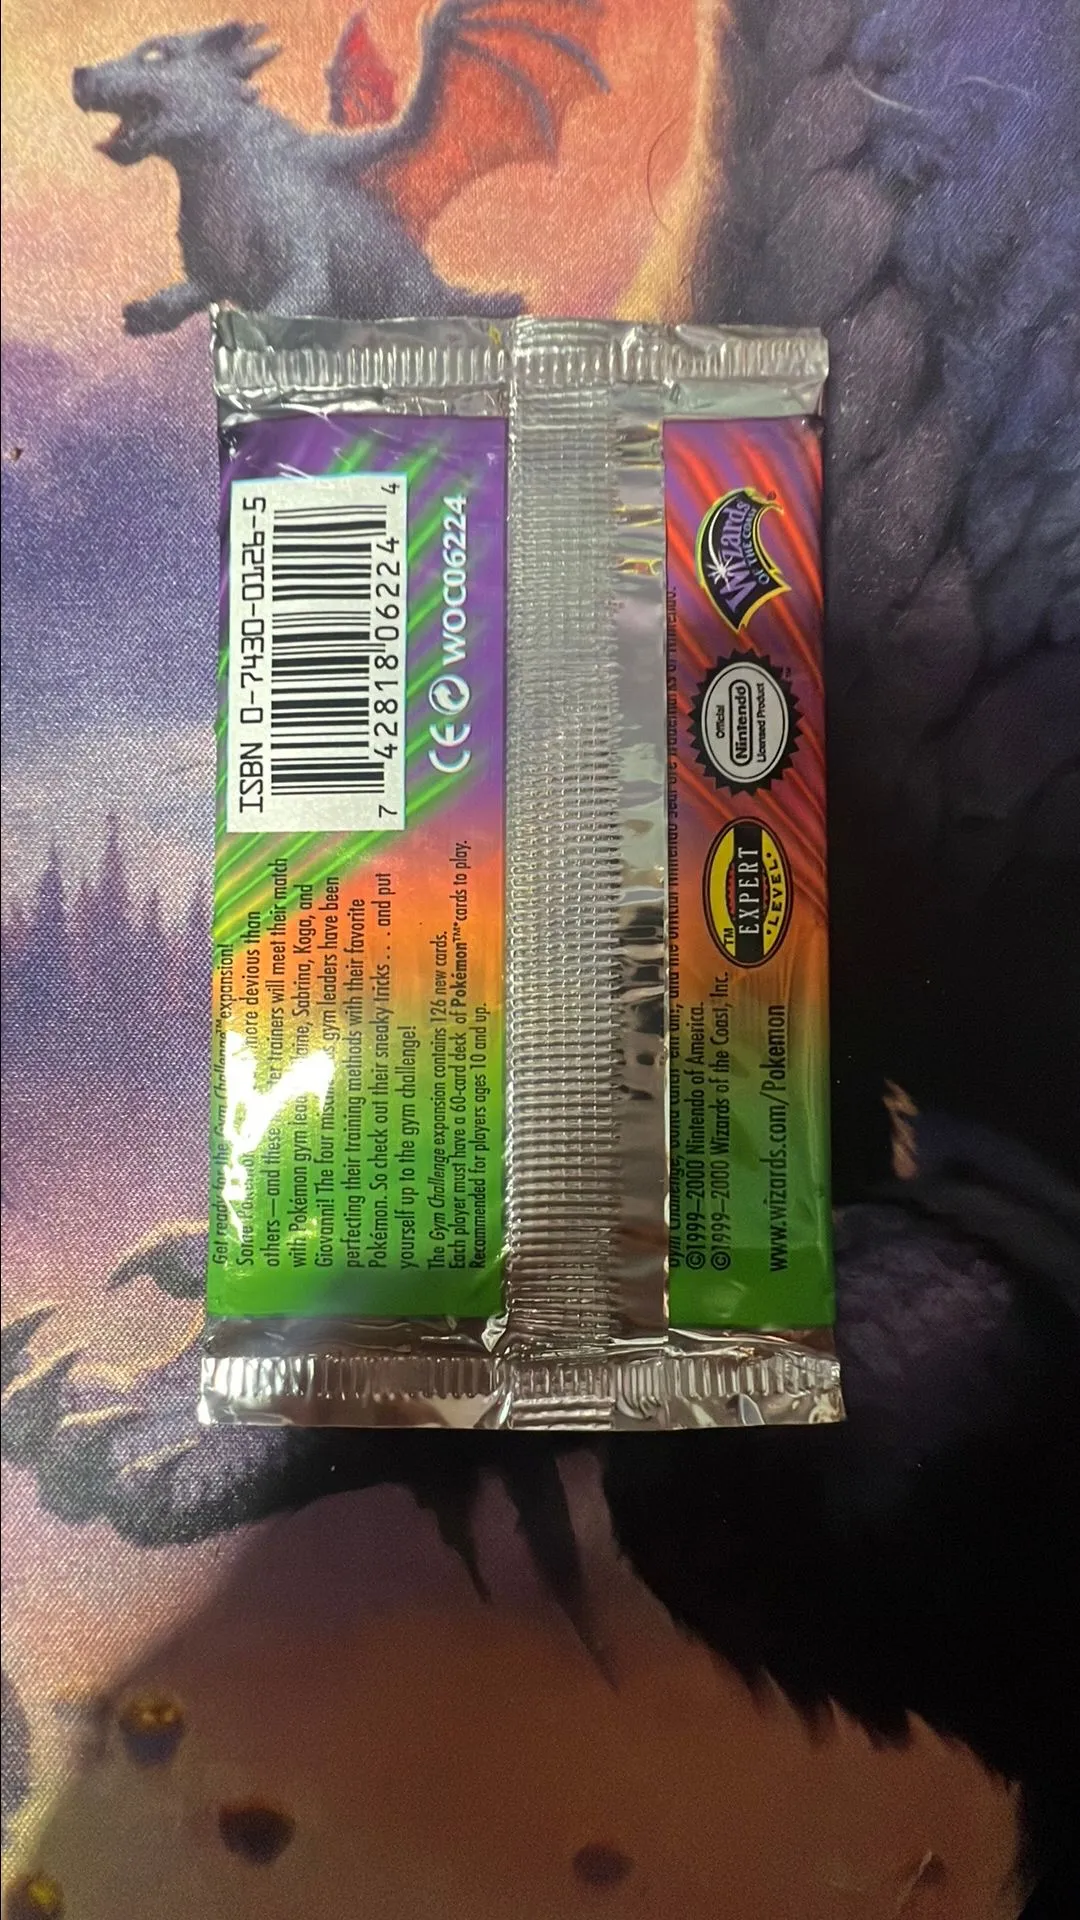 Get ready for the Gym Challenge™ expansion!
Some more devious than
others—and these trainers will meet their match
with Pokémon gym Sabrina, Koga, and
Giovanni! The four gym leaders have been
perfecting their training methods with their favorite
Pokémon. So check out their sneaky tricks... and put
yourself up to the gym challenge!
The Gym Challenge expansion contains 126 new cards.
Each player must have a 60-card deck of Pokémon™ cards to play.
Recommended for players ages 10 and up.
ISBN 0-7430-0126-5
7 42818 06224 4
CE WOC06224
Gym Challenge,
©1999–2000 Nintendo of America.
©1999–2000 Wizards of the Coast, Inc.
www.wizards.com/Pokemon
TM
EXPERT
LEVEL
Official
Nintendo
Licensed Product
TM
Wizards
OF THE COAST
®